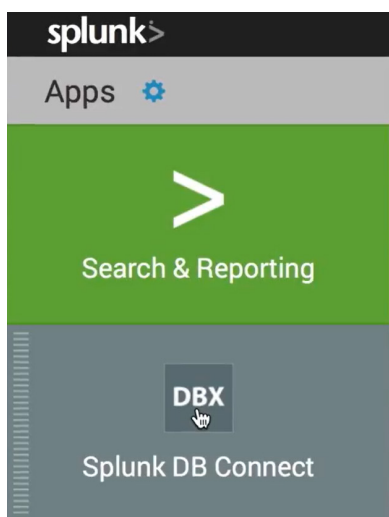 splunk>
Apps
>
Search & Reporting
DBX
Splunk DB Connect